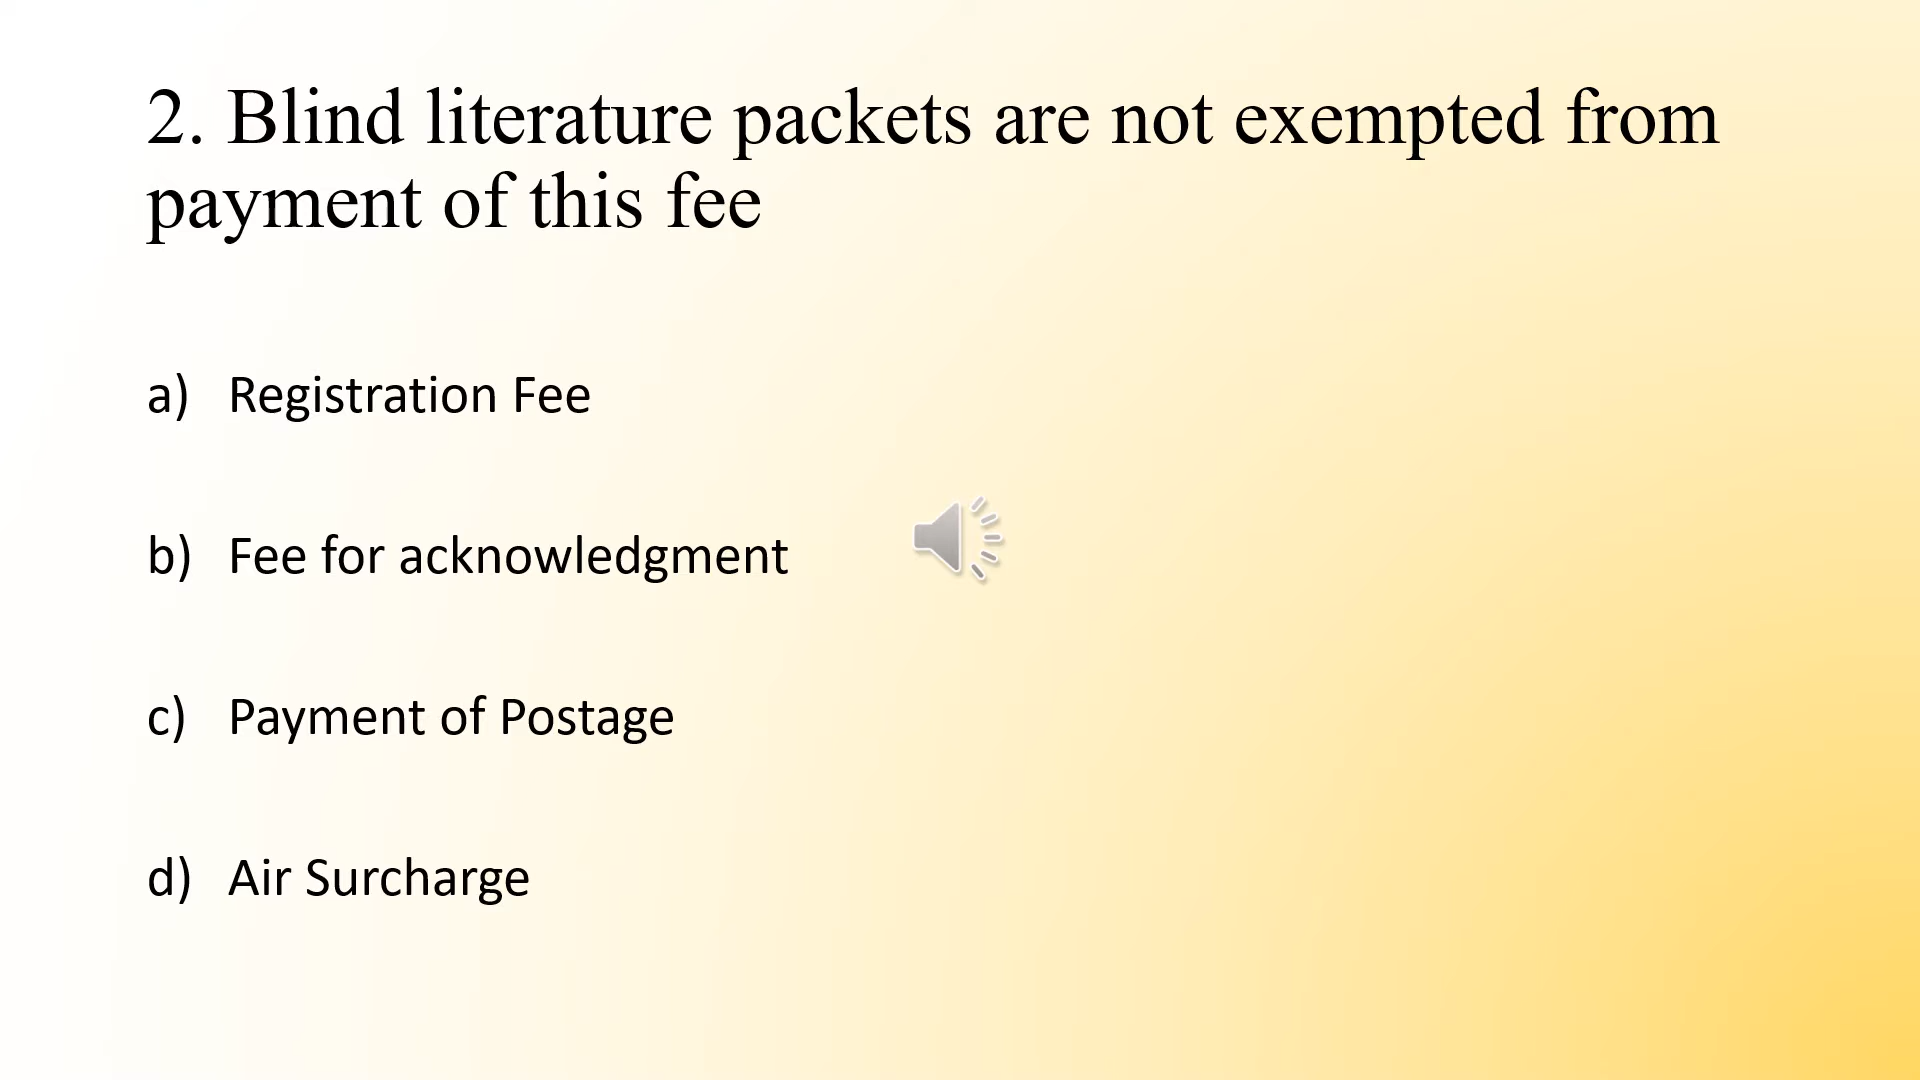 2. Blind literature packets are not exempted from
payment of this fee
a) Registration Fee
b) Fee for acknowledgment
c) Payment of Postage
d) Air Surcharge